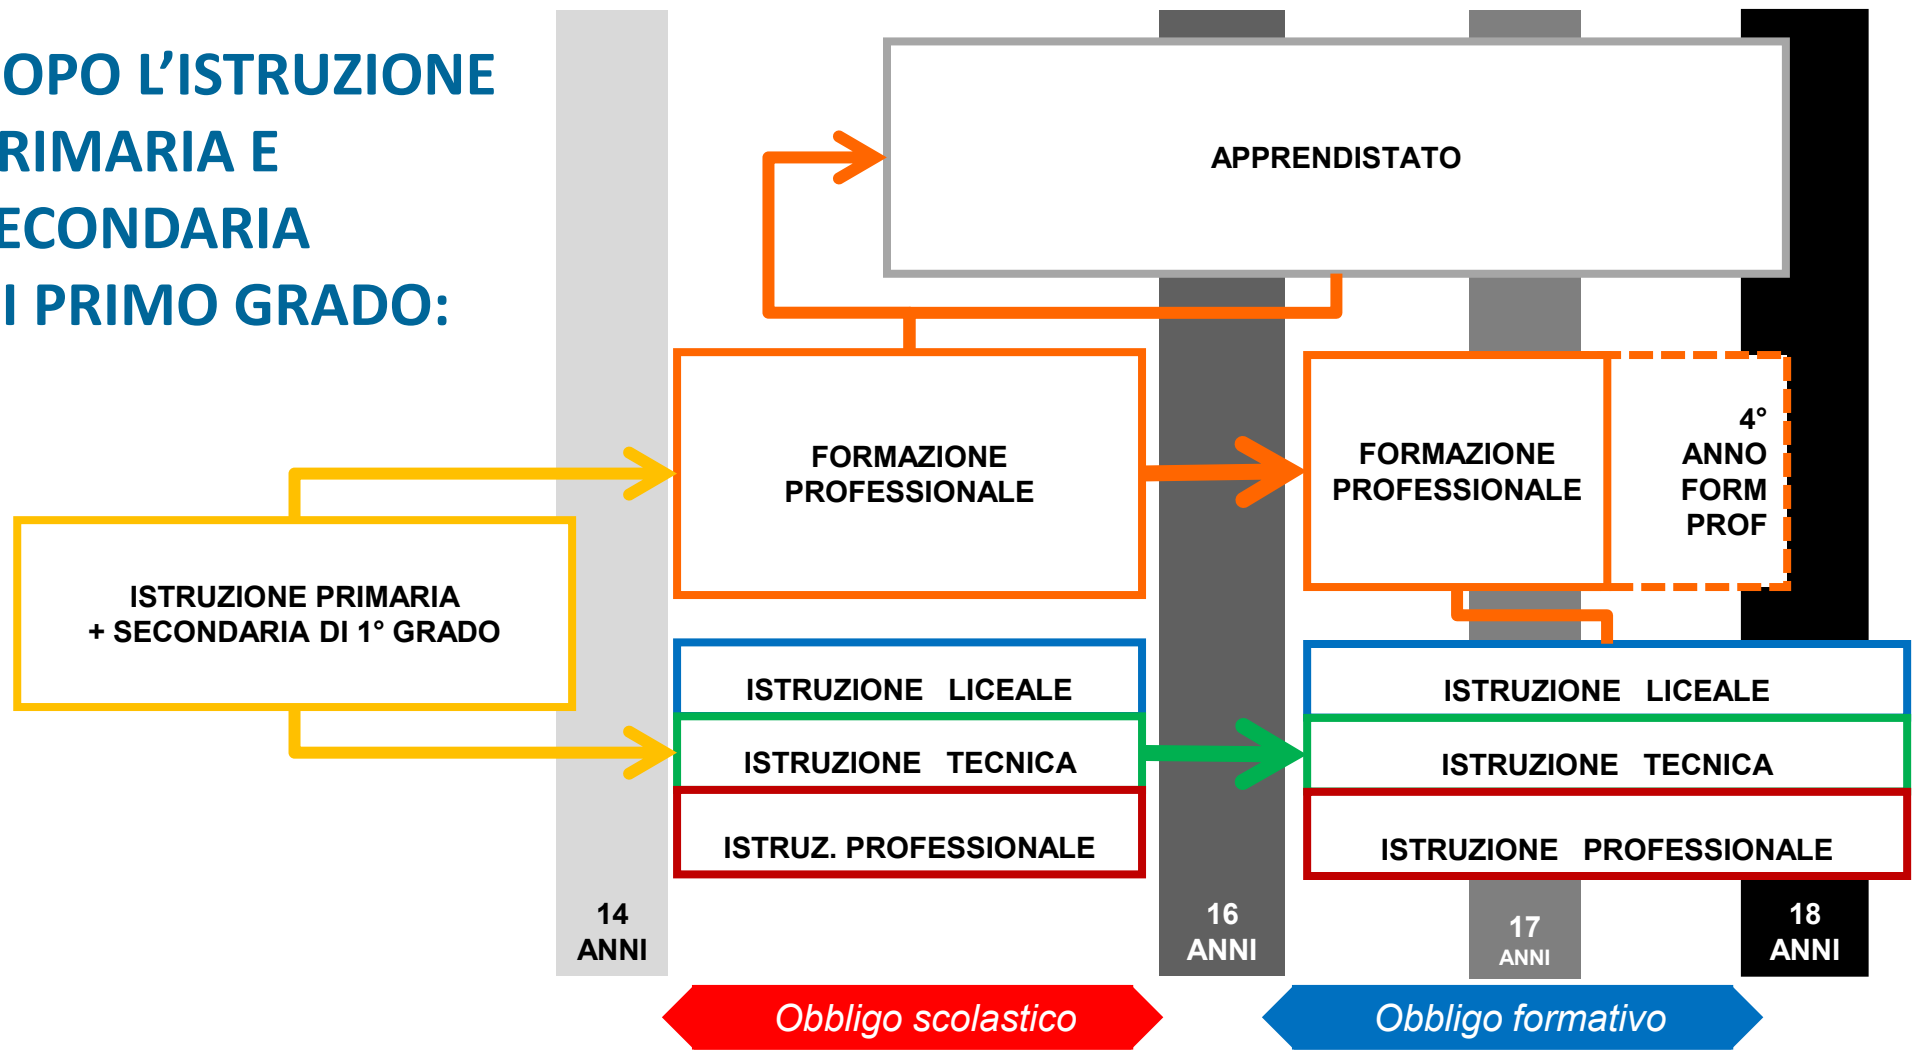 OPO L'ISTRUZIONE
RIMARIA E
ECONDARIA
I PRIMO GRADO:
APPRENDISTATO
FORMAZIONE
PROFESSIONALE
FORMAZIONE
PROFESSIONALE
4°
ANNO
FORM
PROF
ISTRUZIONE PRIMARIA
+ SECONDARIA DI 1° GRADO
ISTRUZIONE LICEALE
ISTRUZIONE TECNICA
ISTRUZ. PROFESSIONALE
ISTRUZIONE LICEALE
ISTRUZIONE TECNICA
ISTRUZIONE PROFESSIONALE
14
ANNI
16
ANNI
17
ANNI
18
ANNI
Obbligo scolastico
Obbligo formativo